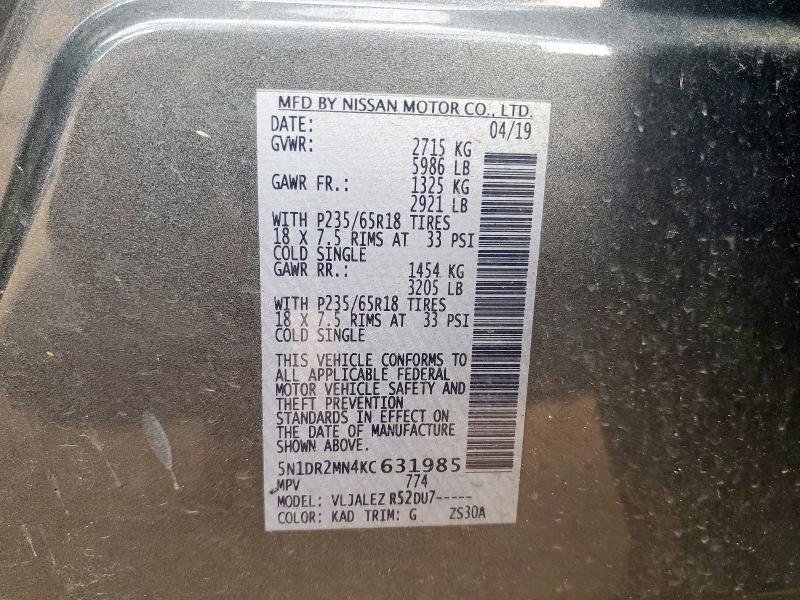 MFD BY NISSAN MOTOR CO., LTD.
DATE: 04/19
GVWR: 2715 KG
5986 LB
GAWR FR.: 1325 KG
2921 LB
WITH P235/65R18 TIRES
18 X 7.5 RIMS AT 33 PSI
COLD SINGLE
GAWR RR.: 1454 KG
3205 LB
WITH P235/65R18 TIRES
18 X 7.5 RIMS AT 33 PSI
COLD SINGLE
THIS VEHICLE CONFORMS TO
ALL APPLICABLE FEDERAL
MOTOR VEHICLE SAFETY AND
THEFT PREVENTION
STANDARDS IN EFFECT ON
THE DATE OF MANUFACTURE
SHOWN ABOVE.
5N1DR2MN4KC631985
MPV 774
MODEL: VLJALEZ R52DU7-----
COLOR: KAD TRIM: G ZS30A